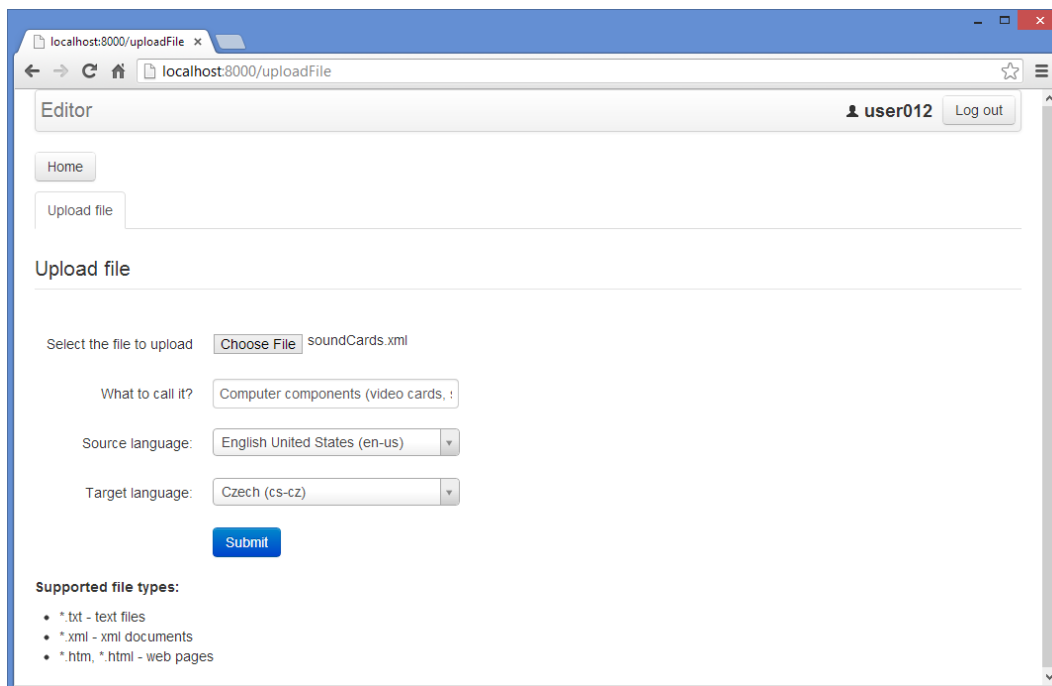 localhost:8000/uploadFile
localhost:8000/uploadFile
Editor
user012 Log out
Home
Upload file
Upload file
Select the file to upload Choose File soundCards.xml
What to call it? Computer components (video cards,
Source language: English United States (en-us)
Target language: Czech (cs-cz)
Submit
Supported file types:
*.txt - text files
*.xml - xml documents
*.htm, *.html - web pages